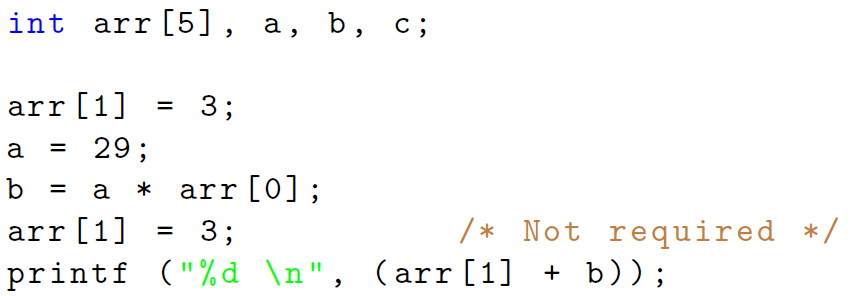 int arr[5], a, b, c;
arr[1] = 3;
a = 29;
b = a * arr[0];
arr[1] = 3; /* Not required */
printf ("%d \n", (arr[1] + b));